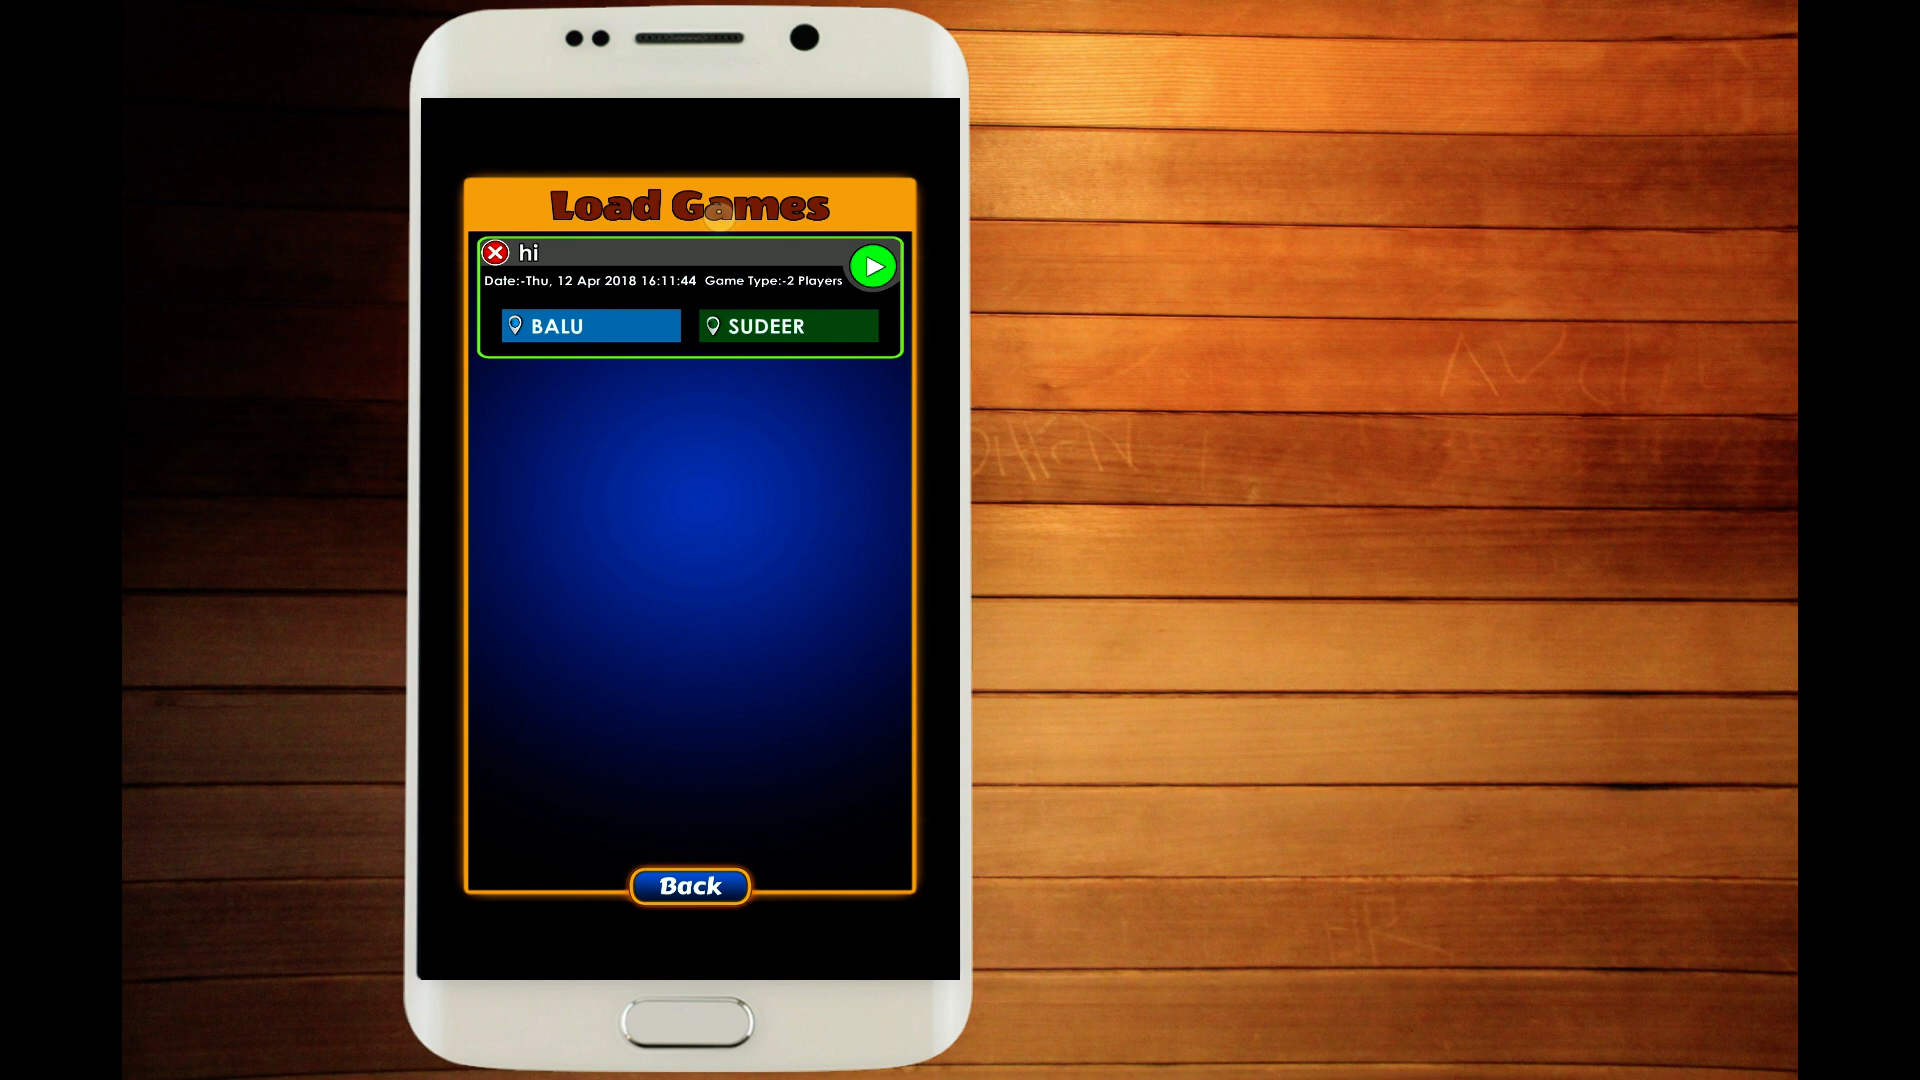 Load Games
hi
Date:-Thu, 12 Apr 2018 16:11:44 Game Type:-2 Players
BALU SUDEER
Back